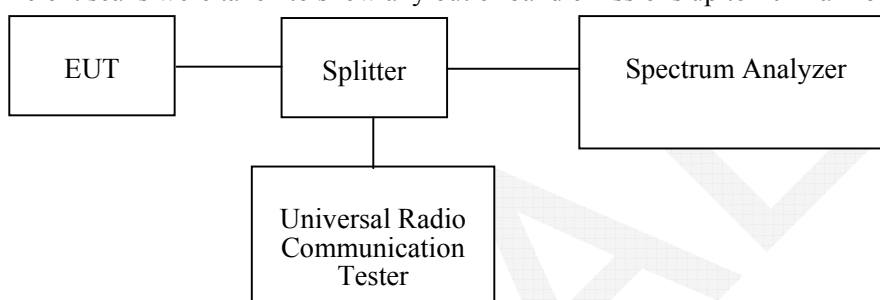 EUT
Splitter
Spectrum Analyzer
Universal Radio
Communication
Tester